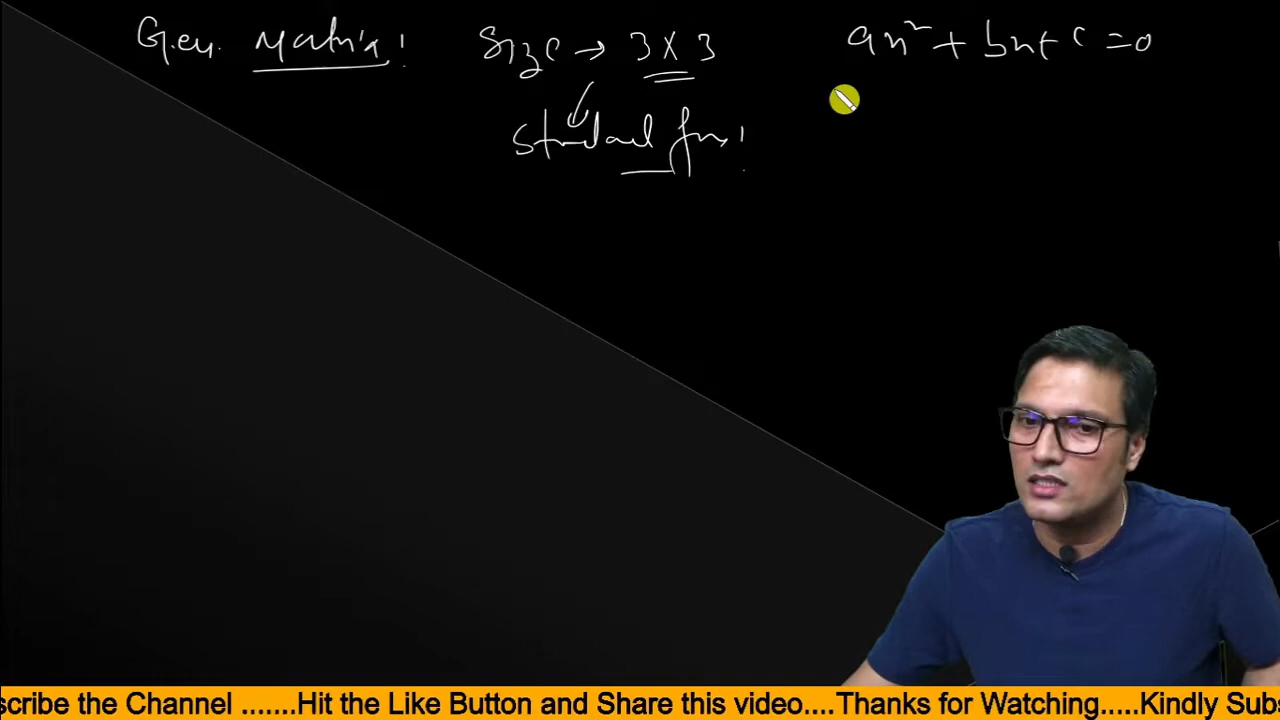 Gen. Matrix! Size → 3 × 3 ax² + bx + c = 0
Standard form!
scribe the Channel .......Hit the Like Button and Share this video....Thanks for Watching.....Kindly Subs